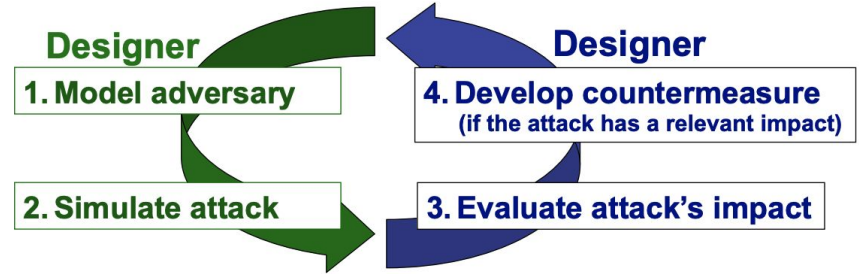 Designer
1. Model adversary
2. Simulate attack
Designer
4. Develop countermeasure
(if the attack has a relevant impact)
3. Evaluate attack's impact